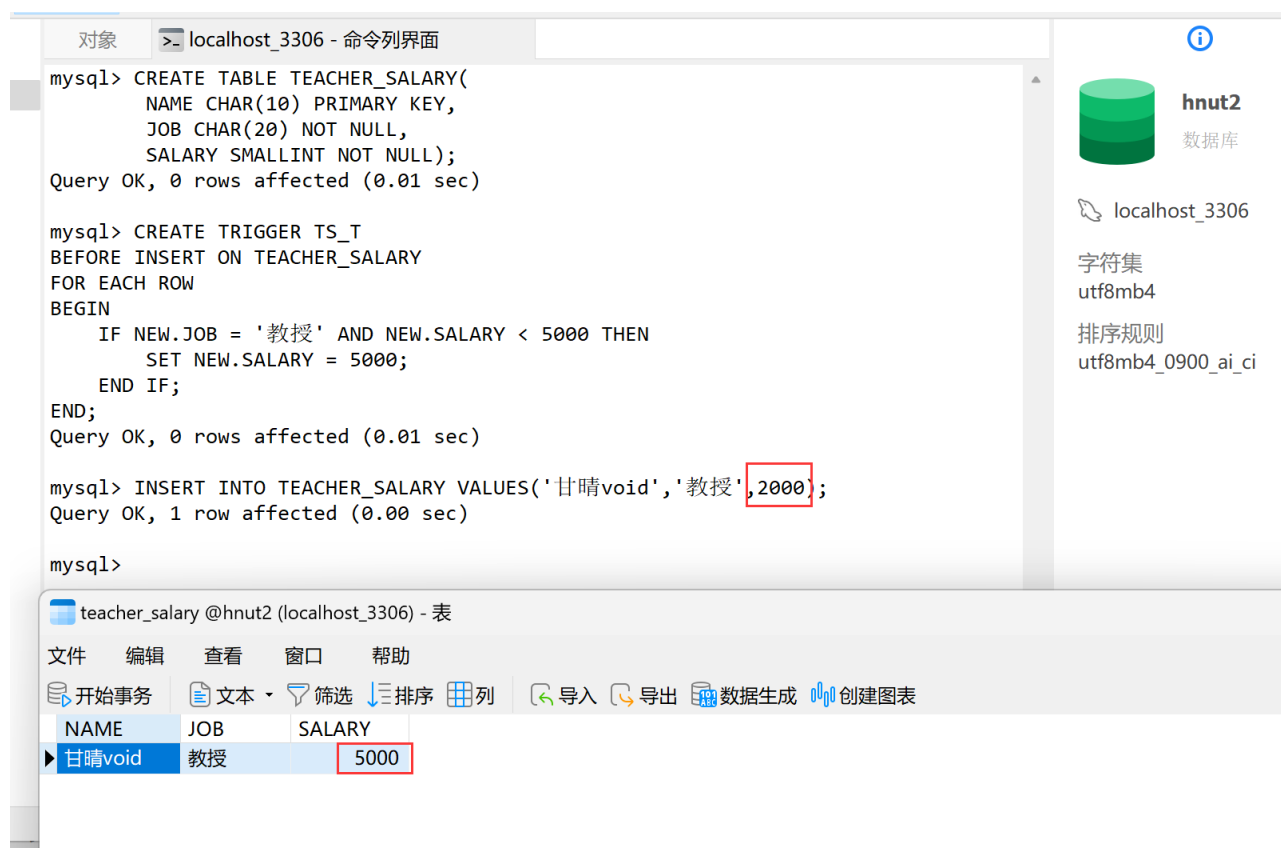 对象
localhost_3306 - 命令列界面
mysql> CREATE TABLE TEACHER_SALARY(
NAME CHAR(10) PRIMARY KEY,
JOB CHAR(20) NOT NULL,
SALARY SMALLINT NOT NULL);
Query OK, 0 rows affected (0.01 sec)
mysql> CREATE TRIGGER TS_T
BEFORE INSERT ON TEACHER_SALARY
FOR EACH ROW
BEGIN
IF NEW.JOB = '教授' AND NEW.SALARY < 5000 THEN
SET NEW.SALARY = 5000;
END IF;
END;
Query OK, 0 rows affected (0.01 sec)
mysql> INSERT INTO TEACHER_SALARY VALUES('甘晴void','教授',2000);
Query OK, 1 row affected (0.00 sec)
mysql>
hnut2
数据库
localhost_3306
字符集
utf8mb4
排序规则
utf8mb4_0900_ai_ci
teacher_salary @hnut2 (localhost_3306) - 表
文件 编辑 查看 窗口 帮助
开始事务 文本 筛选 排序 列 导入 导出 数据生成 创建图表
NAME JOB SALARY
甘晴void 教授 5000